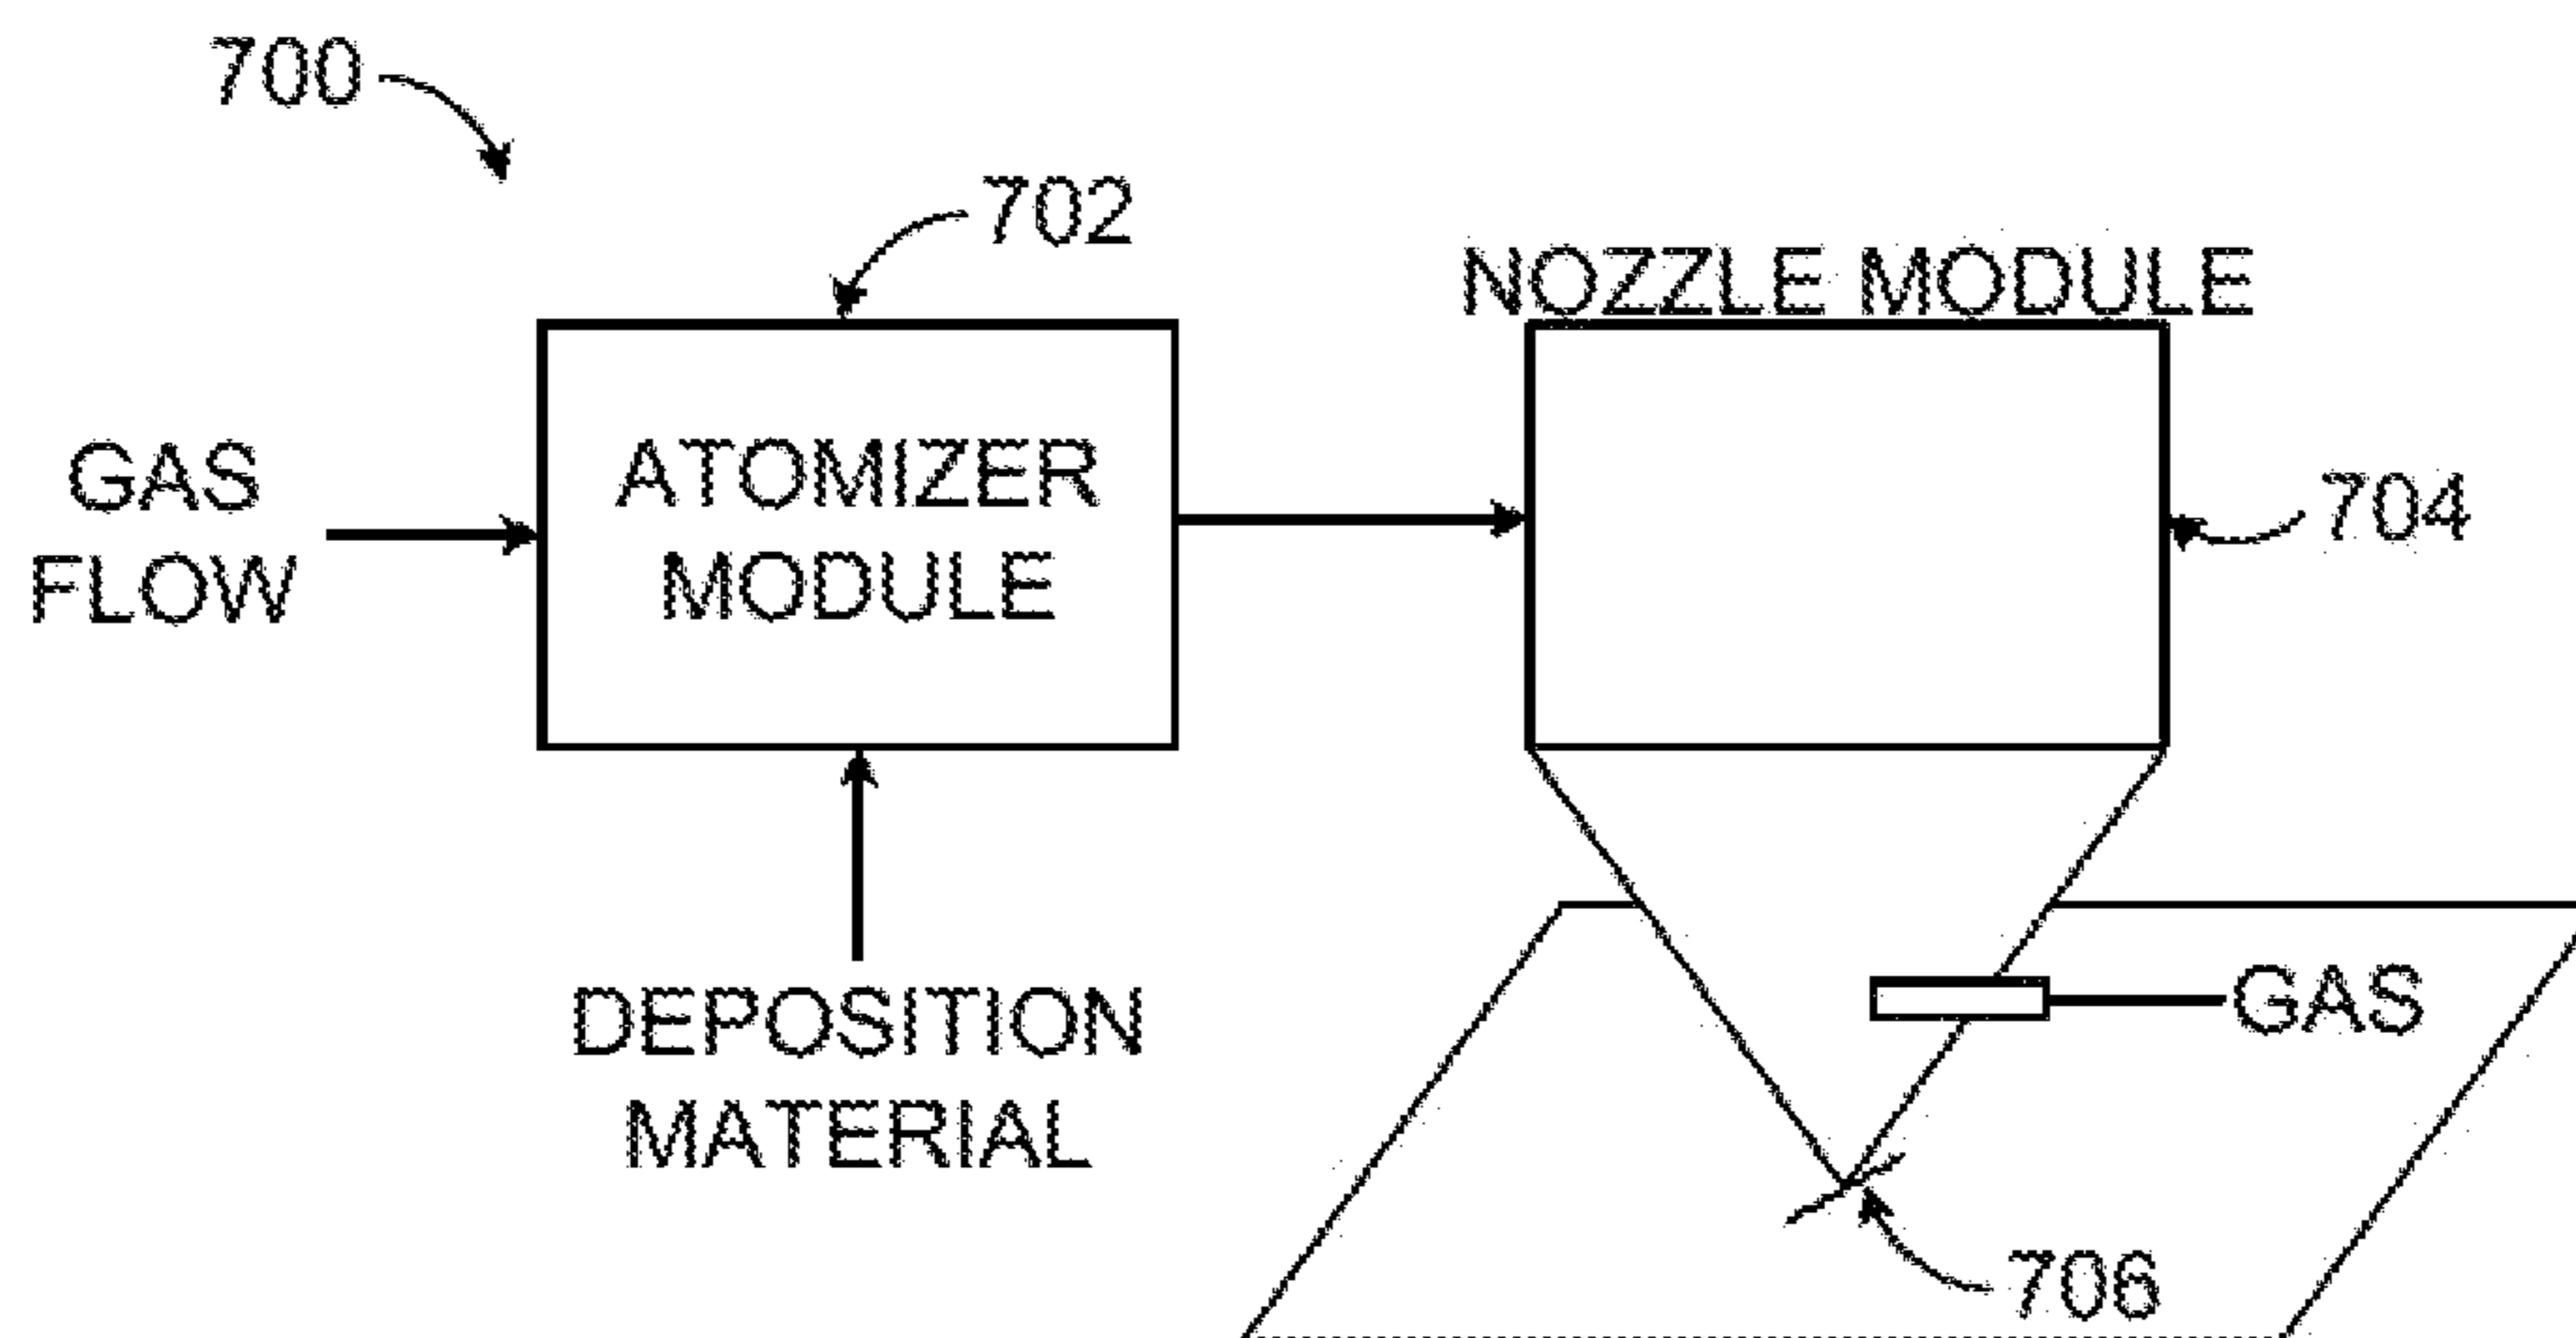 700
702
NOZZLE MODULE
GAS
FLOW
ATOMIZER
MODULE
704
DEPOSITION
MATERIAL
GAS
706